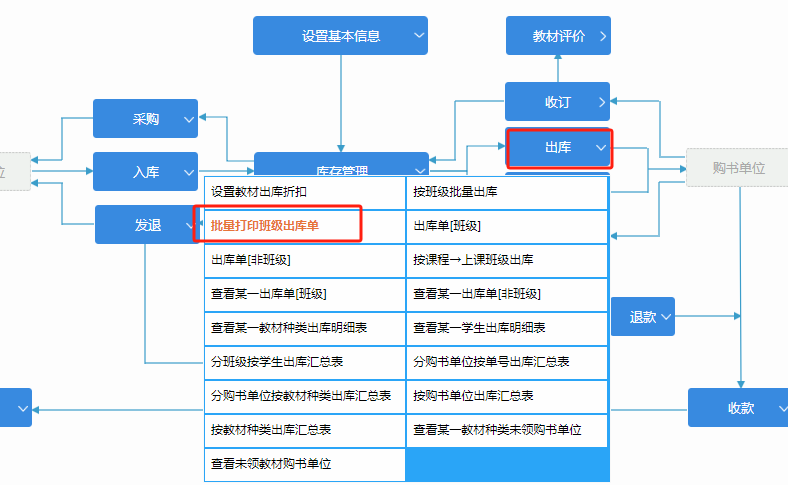 设置基本信息
教材评价
采购
收订
出库
位
入库
库存管理
购书单位
发退
设置教材出库折扣
按班级批量出库
批量打印班级出库单
出库单[班级]
出库单[非班级]
按课程→上课班级出库
查看某一出库单[班级]
查看某一出库单[非班级]
查看某一教材种类出库明细表
查看某一学生出库明细表
退款
分班级按学生出库汇总表
分购书单位按单号出库汇总表
分购书单位按教材种类出库汇总表
按购书单位出库汇总表
收款
按教材种类出库汇总表
查看某一教材种类未领购书单位
查看未领教材购书单位